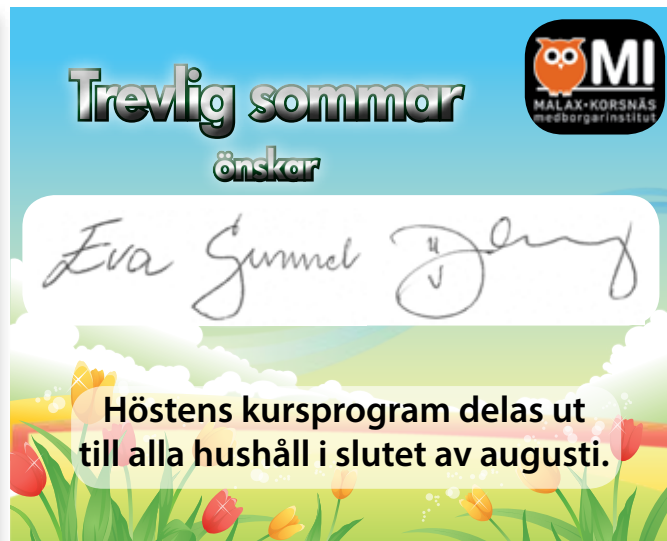 MI
MALAX•KORSNÄS
medborgarinstitut
Trevlig sommar
önskar
Eva Gunnel
Höstens kursprogram delas ut
till alla hushåll i slutet av augusti.